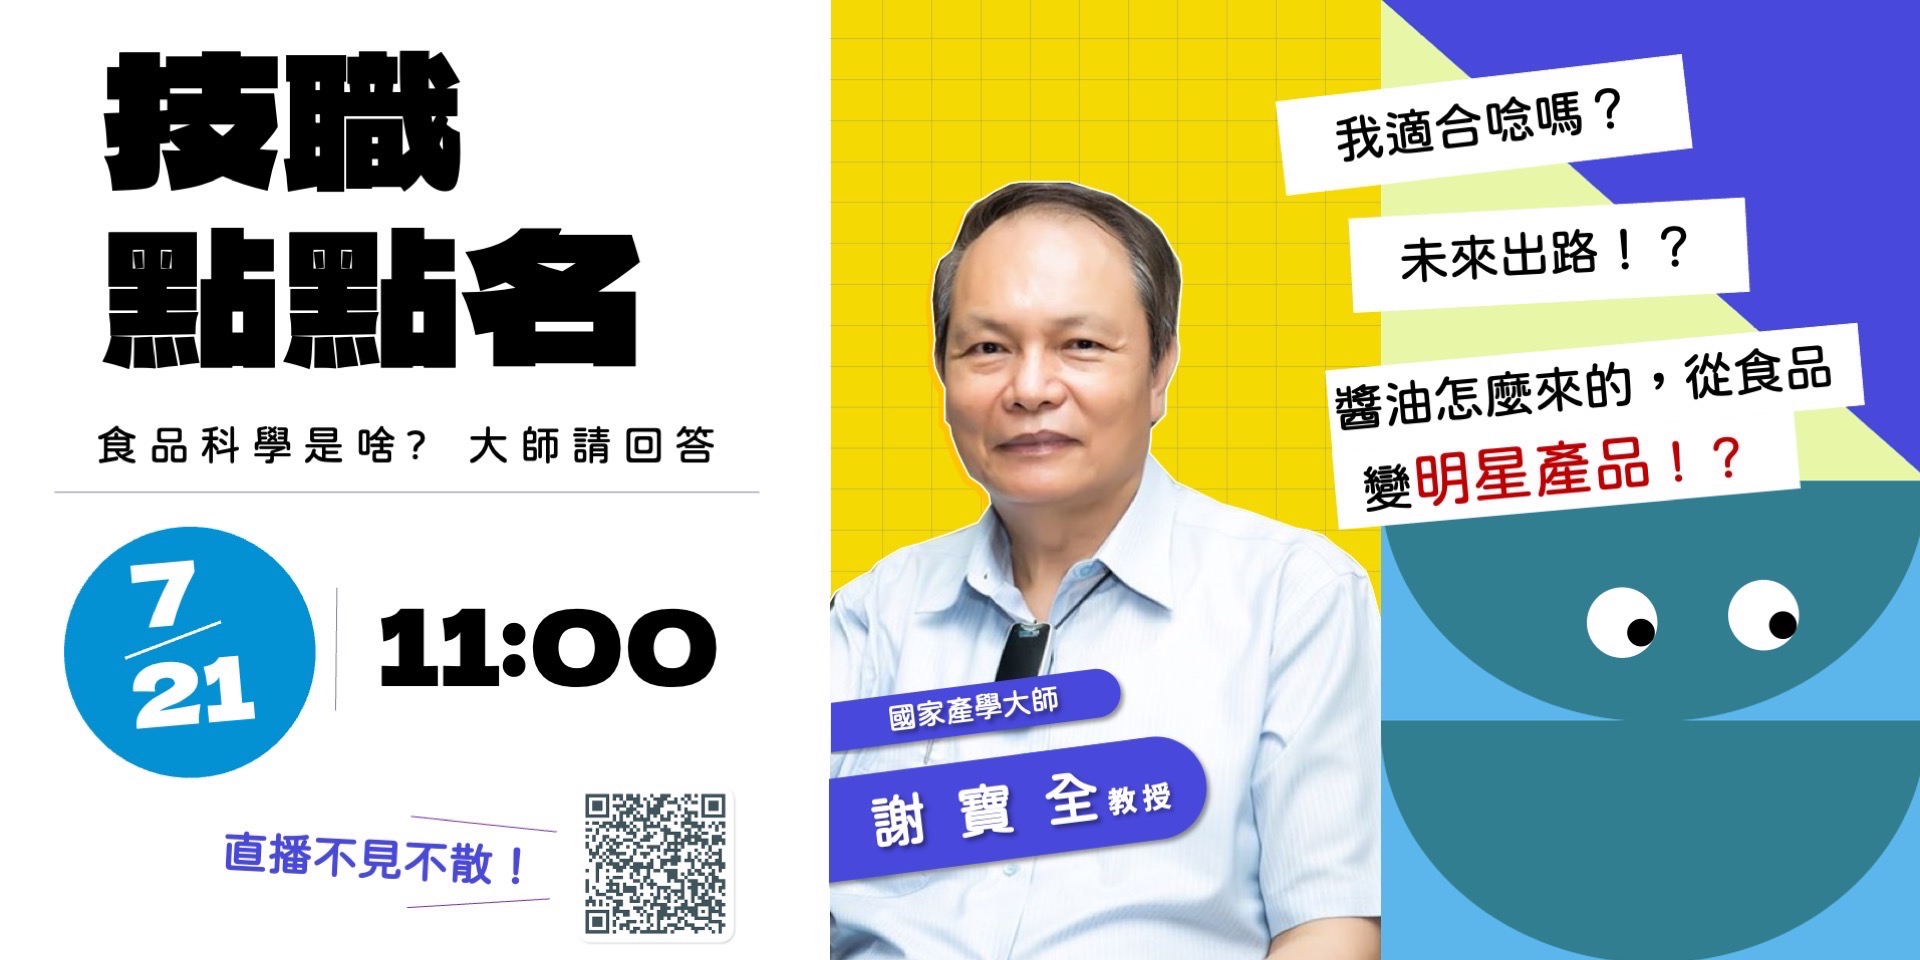 技職
點點名
食品科學是啥? 大師請回答
7/21
11:00
直播不見不散！
國家產學大師
謝寶全教授
我適合唸嗎？
未來出路！？
醬油怎麼來的，從食品
變明星產品！？